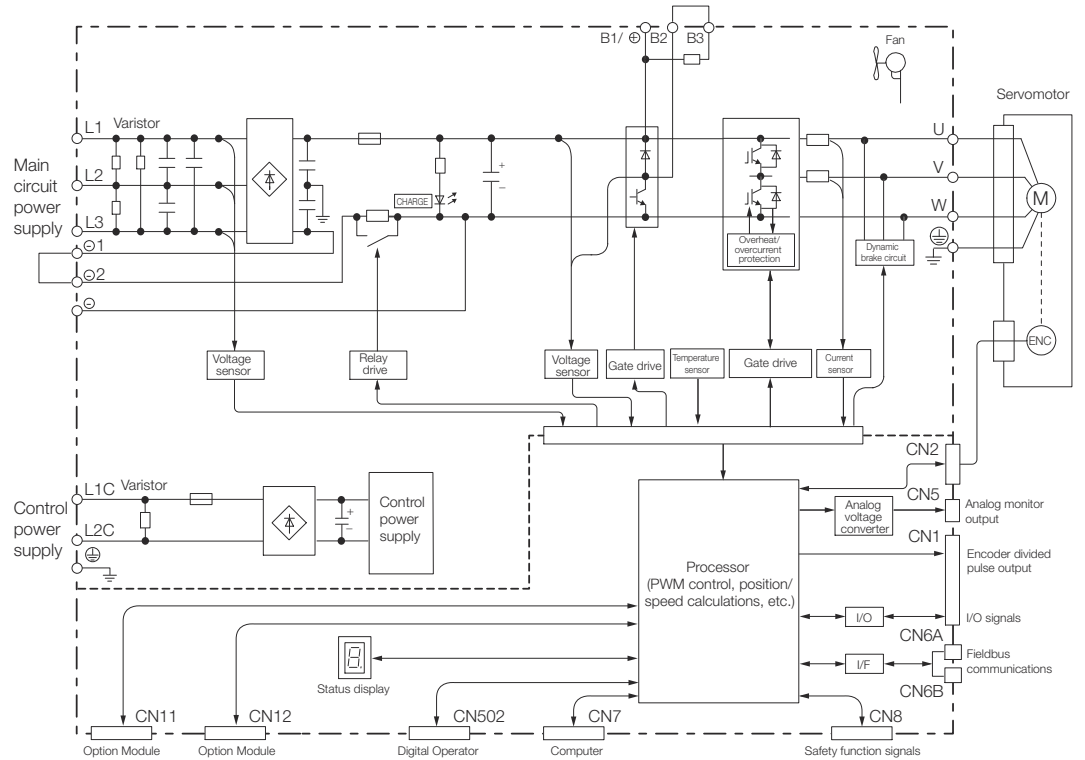 B1/ ⊕ B2 B3
Fan
Servomotor
L1 Varistor
U
Main
circuit
power
supply
L2
V
CHARGE
L3
W
M
⊖1
Overheat/
overcurrent
protection
Dynamic
brake circuit
⊖2
⊖
ENC
Voltage
sensor
Relay
drive
Voltage
sensor
Gate drive
Temperature
sensor
Gate drive
Current
sensor
CN2
L1C Varistor
CN5
Control
power
supply
L2C
Control
power
supply
Analog
voltage
converter
Analog monitor
output
CN1
Processor
(PWM control, position/
speed calculations, etc.)
Encoder divided
pulse output
I/O
I/O signals
CN6A
I/F
Fieldbus
communications
CN6B
8.
Status display
CN11
CN12
CN502
CN7
CN8
Option Module
Option Module
Digital Operator
Computer
Safety function signals